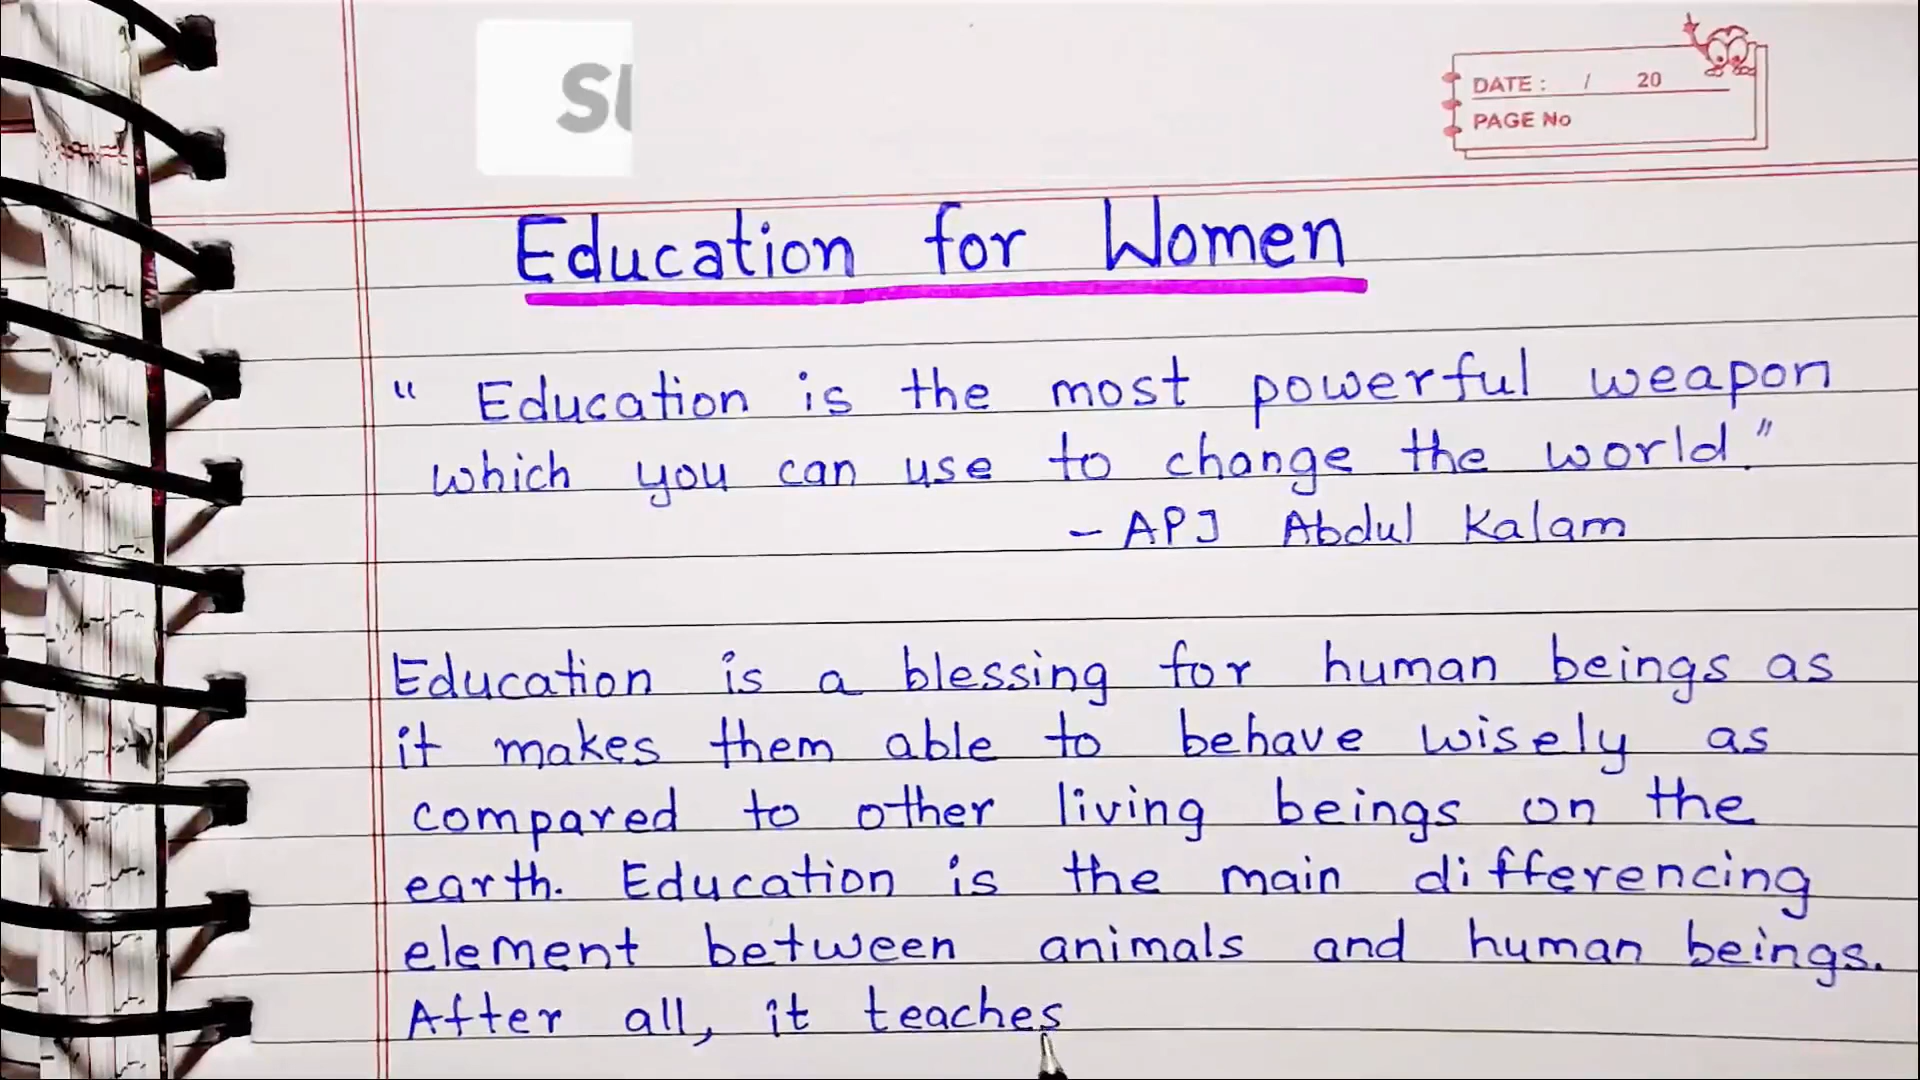 SU
DATE : / 20
PAGE No
Education for Women
" Education is the most powerful weapon
which you can use to change the world."
- APJ Abdul Kalam
Education is a blessing for human beings as
it makes them able to behave wisely as
compared to other living beings on the
earth. Education is the main differencing
element between animals and human beings.
After all, it teaches